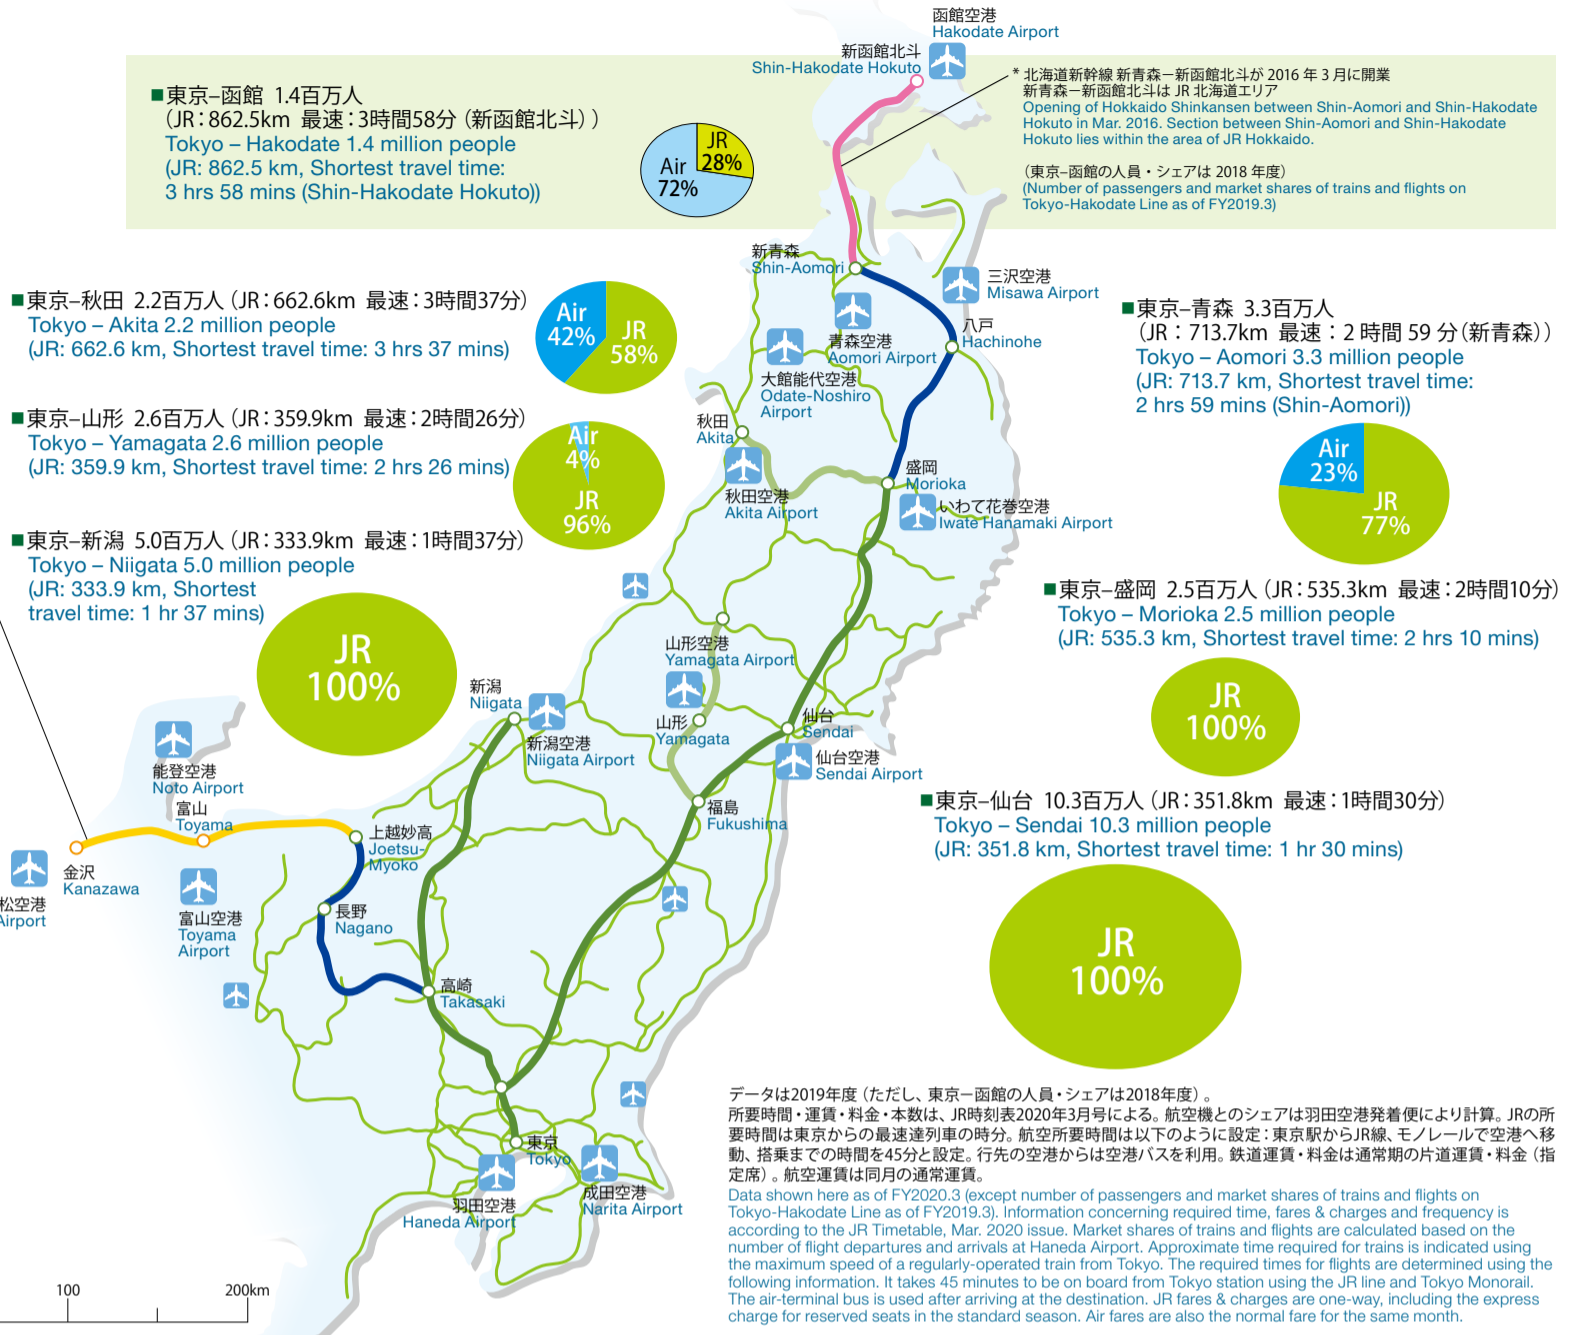 函館空港
Hakodate Airport
新函館北斗
Shin-Hakodate Hokuto
■東京–函館 1.4百万人
（JR：862.5km 最速：3時間58分（新函館北斗））
Tokyo – Hakodate 1.4 million people
(JR: 862.5 km, Shortest travel time:
3 hrs 58 mins (Shin-Hakodate Hokuto))
JR
28%
Air
72%
* 北海道新幹線 新青森－新函館北斗が 2016 年 3 月に開業
新青森－新函館北斗は JR 北海道エリア
Opening of Hokkaido Shinkansen between Shin-Aomori and Shin-Hakodate
Hokuto in Mar. 2016. Section between Shin-Aomori and Shin-Hakodate
Hokuto lies within the area of JR Hokkaido.
（東京–函館の人員・シェアは 2018 年度）
(Number of passengers and market shares of trains and flights on
Tokyo-Hakodate Line as of FY2019.3)
新青森
Shin-Aomori
三沢空港
Misawa Airport
八戸
Hachinohe
青森空港
Aomori Airport
大館能代空港
Odate-Noshiro
Airport
■東京–秋田 2.2百万人（JR：662.6km 最速：3時間37分）
Tokyo – Akita 2.2 million people
(JR: 662.6 km, Shortest travel time: 3 hrs 37 mins)
Air
42%
JR
58%
■東京–青森 3.3百万人
（JR：713.7km 最速：2 時間 59 分（新青森））
Tokyo – Aomori 3.3 million people
(JR: 713.7 km, Shortest travel time:
2 hrs 59 mins (Shin-Aomori))
Air
23%
JR
77%
■東京–山形 2.6百万人（JR：359.9km 最速：2時間26分）
Tokyo – Yamagata 2.6 million people
(JR: 359.9 km, Shortest travel time: 2 hrs 26 mins)
Air
4%
JR
96%
秋田
Akita
秋田空港
Akita Airport
盛岡
Morioka
いわて花巻空港
Iwate Hanamaki Airport
■東京–新潟 5.0百万人（JR：333.9km 最速：1時間37分）
Tokyo – Niigata 5.0 million people
(JR: 333.9 km, Shortest
travel time: 1 hr 37 mins)
JR
100%
■東京–盛岡 2.5百万人（JR：535.3km 最速：2時間10分）
Tokyo – Morioka 2.5 million people
(JR: 535.3 km, Shortest travel time: 2 hrs 10 mins)
JR
100%
山形空港
Yamagata Airport
新潟
Niigata
新潟空港
Niigata Airport
山形
Yamagata
仙台
Sendai
仙台空港
Sendai Airport
福島
Fukushima
■東京–仙台 10.3百万人（JR：351.8km 最速：1時間30分）
Tokyo – Sendai 10.3 million people
(JR: 351.8 km, Shortest travel time: 1 hr 30 mins)
JR
100%
能登空港
Noto Airport
富山
Toyama
上越妙高
Joetsu-
Myoko
金沢
Kanazawa
松空港
Airport
富山空港
Toyama
Airport
長野
Nagano
高崎
Takasaki
東京
Tokyo
羽田空港
Haneda Airport
成田空港
Narita Airport
データは2019年度（ただし、東京－函館の人員・シェアは2018年度）。
所要時間・運賃・料金・本数は、JR時刻表2020年3月号による。航空機とのシェアは羽田空港発着便により計算。JRの所
要時間は東京からの最速達列車の時分。航空所要時間は以下のように設定：東京駅からJR線、モノレールで空港へ移
動、搭乗までの時間を45分と設定。行先の空港からは空港バスを利用。鉄道運賃・料金は通常期の片道運賃・料金（指
定席）。航空運賃は同月の通常運賃。
Data shown here as of FY2020.3 (except number of passengers and market shares of trains and flights on
Tokyo-Hakodate Line as of FY2019.3). Information concerning required time, fares & charges and frequency is
according to the JR Timetable, Mar. 2020 issue. Market shares of trains and flights are calculated based on the
number of flight departures and arrivals at Haneda Airport. Approximate time required for trains is indicated using
the maximum speed of a regularly-operated train from Tokyo. The required times for flights are determined using the
following information. It takes 45 minutes to be on board from Tokyo station using the JR line and Tokyo Monorail.
The air-terminal bus is used after arriving at the destination. JR fares & charges are one-way, including the express
charge for reserved seats in the standard season. Air fares are also the normal fare for the same month.
100
200km